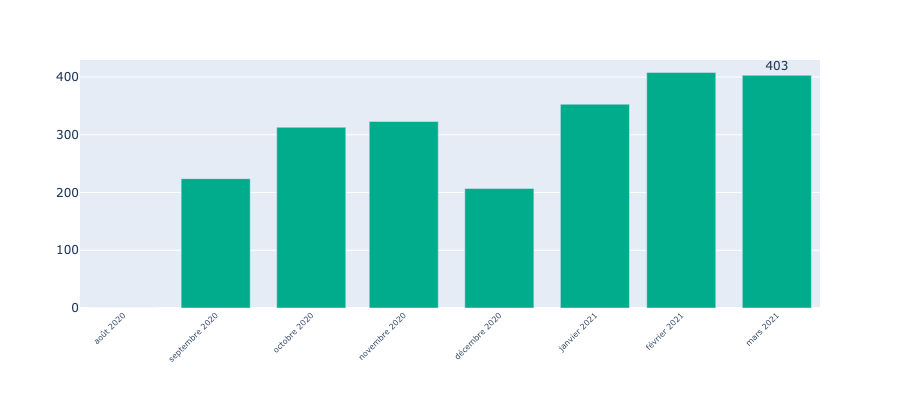 403
400
300
200
100
0
août 2020
septembre 2020
octobre 2020
novembre 2020
décembre 2020
janvier 2021
février 2021
mars 2021